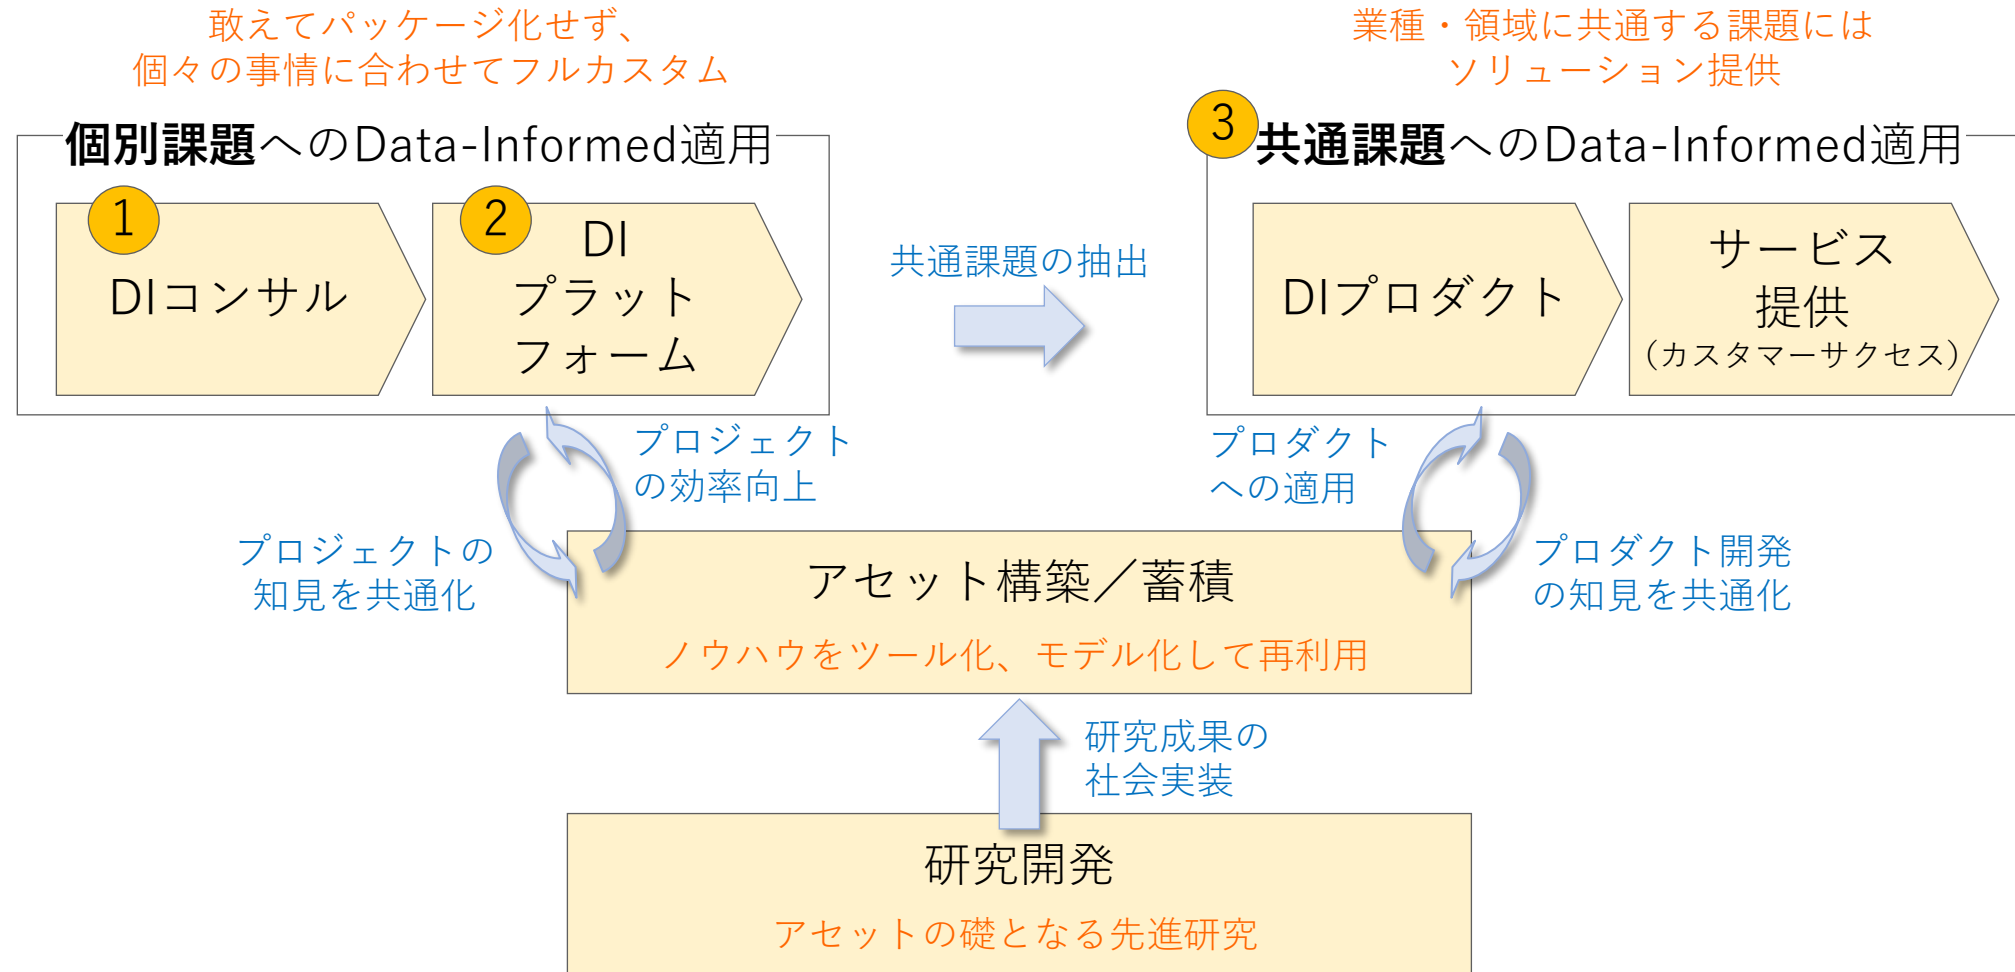 敢えてパッケージ化せず、
個々の事情に合わせてフルカスタム
業種・領域に共通する課題には
ソリューション提供
個別課題へのData-Informed適用
3
共通課題へのData-Informed適用
1
DIコンサル
2
DI
プラット
フォーム
共通課題の抽出
DIプロダクト
サービス
提供
（カスタマーサクセス）
プロジェクト
の効率向上
プロダクト
への適用
プロジェクトの
知見を共通化
プロダクト開発
の知見を共通化
アセット構築／蓄積
ノウハウをツール化、モデル化して再利用
研究成果の
社会実装
研究開発
アセットの礎となる先進研究